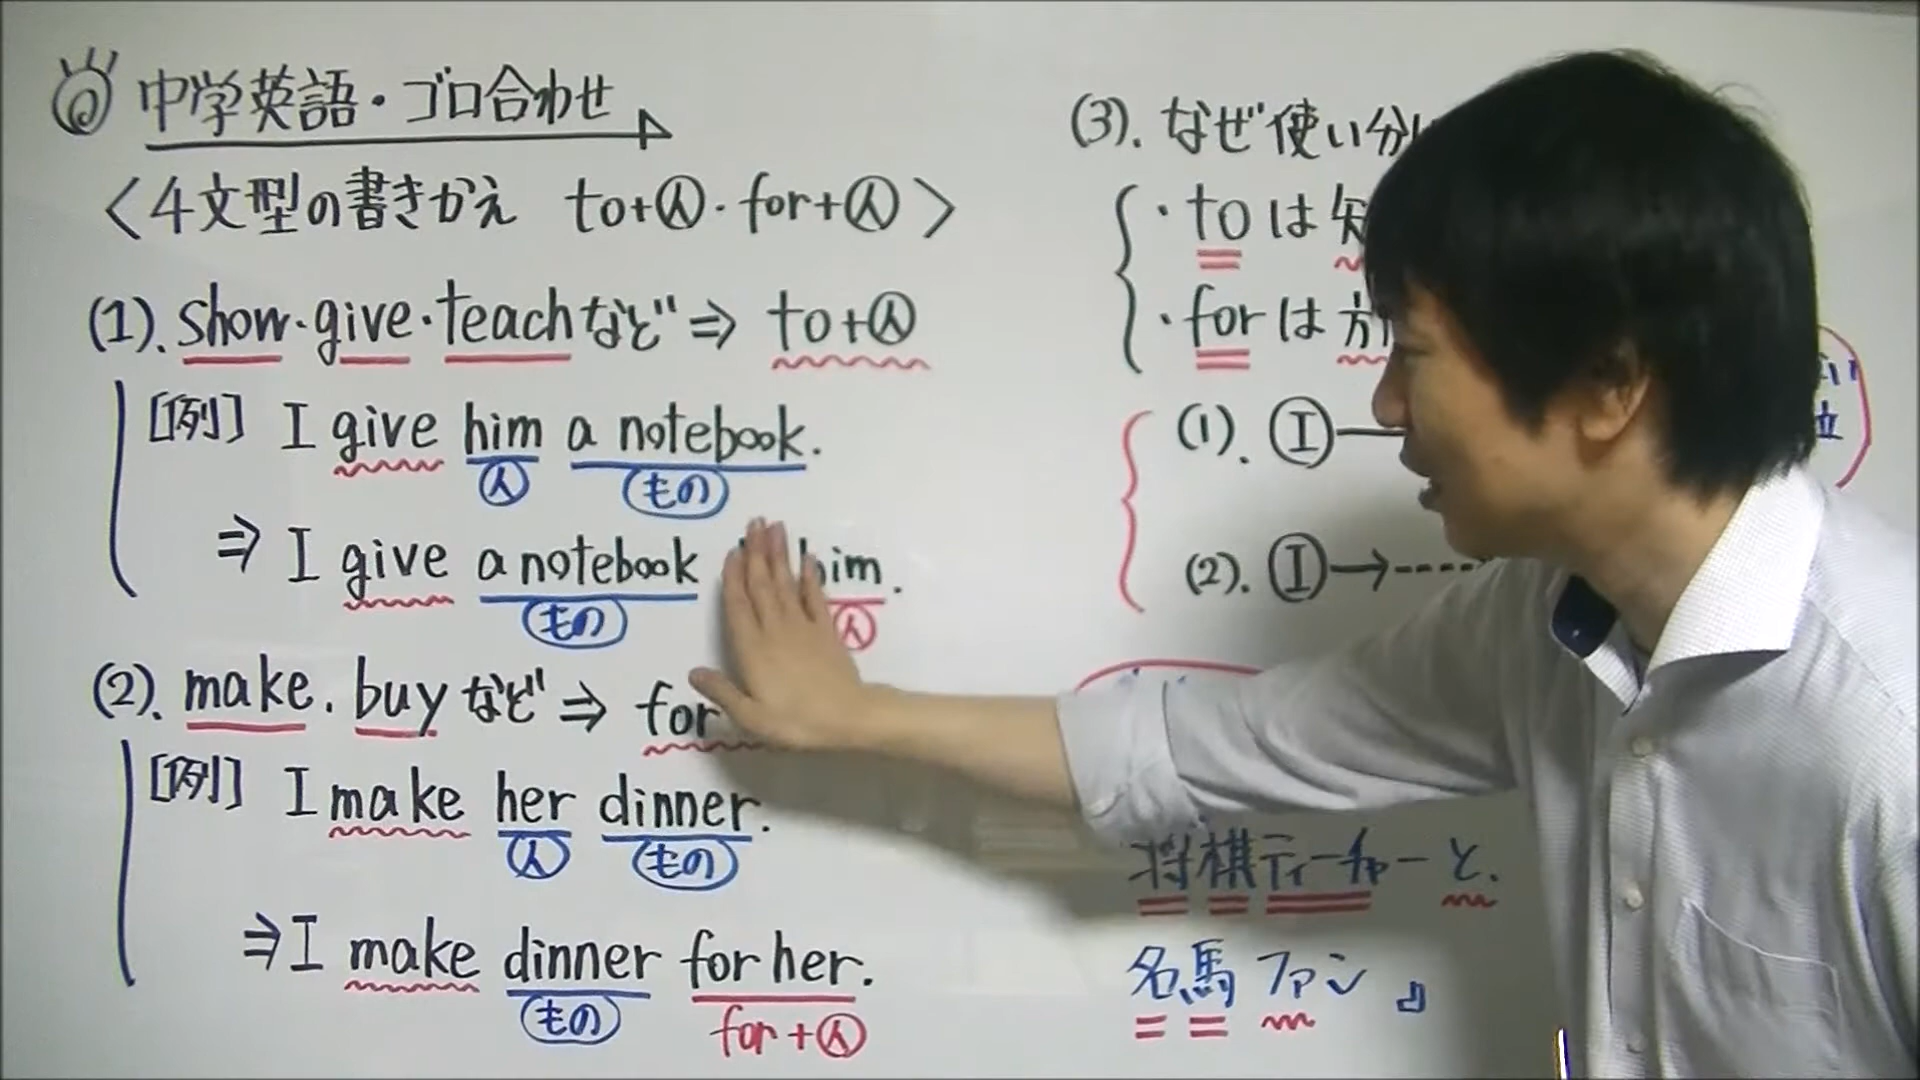 中学英語・ゴロ合わせ
<4文型の書きかえ to+人・for+人>
(1). show・give・teachなど⇒ to+人
[例] I give him a notebook.
人 もの
⇒ I give a notebook him.
もの 人
(2). make. buyなど⇒ for
[例] I make her dinner.
人 もの
⇒I make dinner for her.
もの for+人
(3). なぜ使い分
・toは
・forは方
(1). I
(2). I→
将棋ティーチャーと.
名馬ファン』